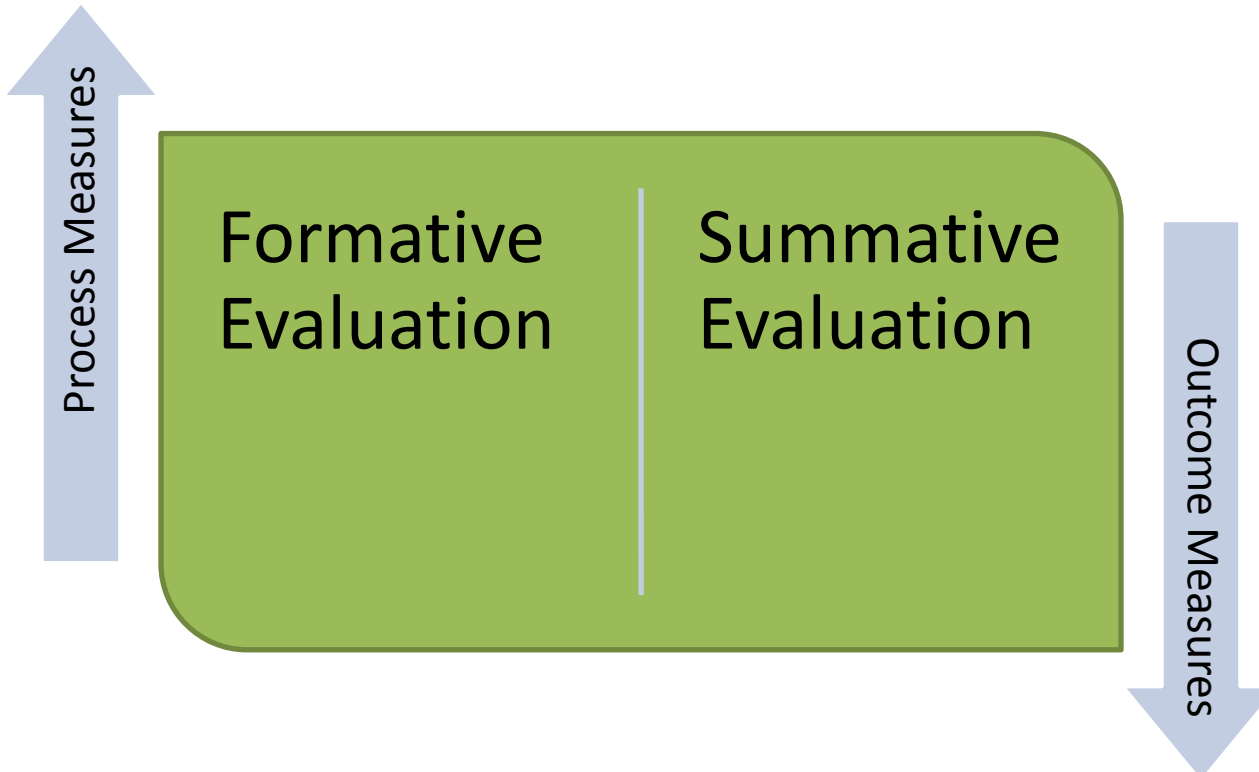 Process Measures
Formative
Evaluation
Summative
Evaluation
Outcome Measures